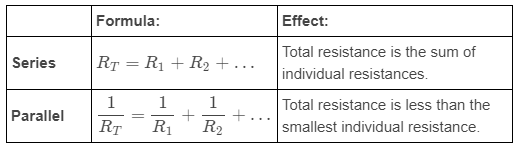 Formula: Effect:
Series R_T = R_1 + R_2 + ... Total resistance is the sum of
individual resistances.
Parallel 1/R_T = 1/R_1 + 1/R_2 + ... Total resistance is less than the
smallest individual resistance.